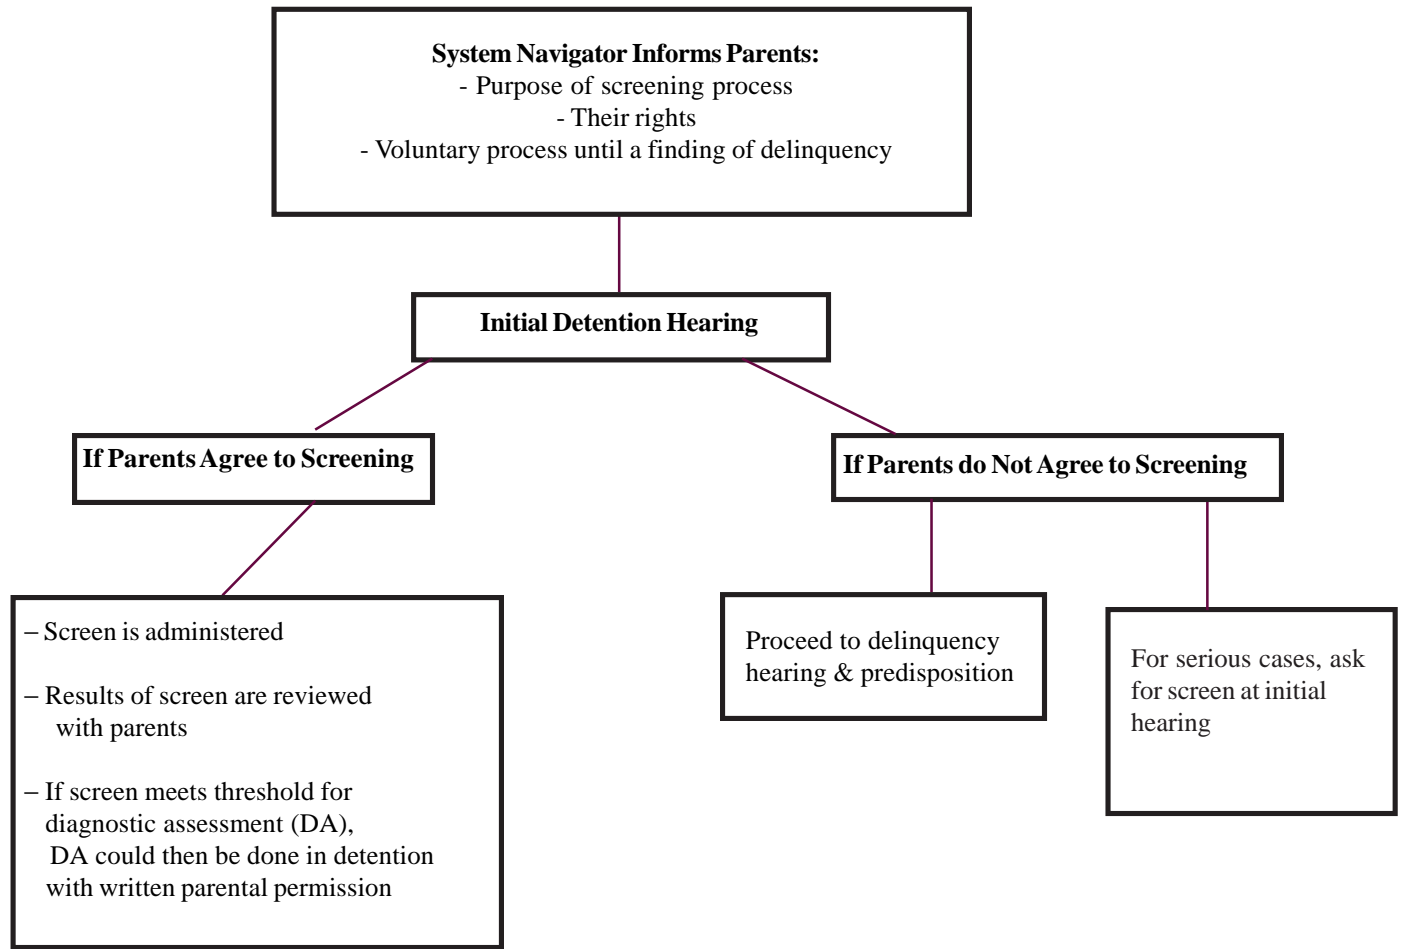 System Navigator Informs Parents:
- Purpose of screening process
- Their rights
- Voluntary process until a finding of delinquency
Initial Detention Hearing
If Parents Agree to Screening
If Parents do Not Agree to Screening
– Screen is administered
– Results of screen are reviewed
with parents
– If screen meets threshold for
diagnostic assessment (DA),
DA could then be done in detention
with written parental permission
Proceed to delinquency
hearing & predisposition
For serious cases, ask
for screen at initial
hearing